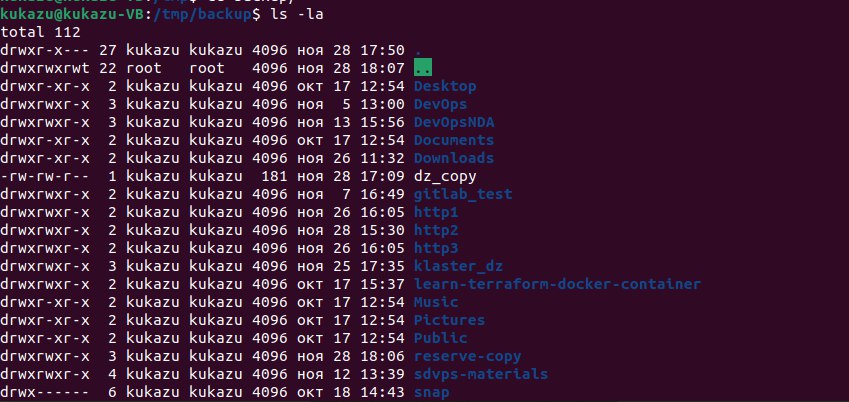 kukazu@kukazu-VB:/tmp/backup$ ls -la
total 112
drwxr-x--- 27 kukazu kukazu 4096 ноя 28 17:50 .
drwxrwxrwt 22 root   root   4096 ноя 28 18:07 ..
drwxr-xr-x  2 kukazu kukazu 4096 окт 17 12:54 Desktop
drwxrwxr-x  3 kukazu kukazu 4096 ноя  5 13:00 DevOps
drwxrwxr-x  3 kukazu kukazu 4096 ноя 13 15:56 DevOpsNDA
drwxr-xr-x  2 kukazu kukazu 4096 окт 17 12:54 Documents
drwxr-xr-x  2 kukazu kukazu 4096 ноя 26 11:32 Downloads
-rw-rw-r--  1 kukazu kukazu  181 ноя 28 17:09 dz_copy
drwxrwxr-x  2 kukazu kukazu 4096 ноя  7 16:49 gitlab_test
drwxrwxr-x  2 kukazu kukazu 4096 ноя 26 16:05 http1
drwxrwxr-x  2 kukazu kukazu 4096 ноя 28 15:30 http2
drwxrwxr-x  2 kukazu kukazu 4096 ноя 26 16:05 http3
drwxrwxr-x  3 kukazu kukazu 4096 ноя 25 17:35 klaster_dz
drwxrwxr-x  2 kukazu kukazu 4096 окт 17 15:37 learn-terraform-docker-container
drwxr-xr-x  2 kukazu kukazu 4096 окт 17 12:54 Music
drwxr-xr-x  2 kukazu kukazu 4096 окт 17 12:54 Pictures
drwxr-xr-x  2 kukazu kukazu 4096 окт 17 12:54 Public
drwxrwxr-x  3 kukazu kukazu 4096 ноя 28 18:06 reserve-copy
drwxrwxr-x  4 kukazu kukazu 4096 ноя 12 13:39 sdvps-materials
drwx------  6 kukazu kukazu 4096 окт 18 14:43 snap